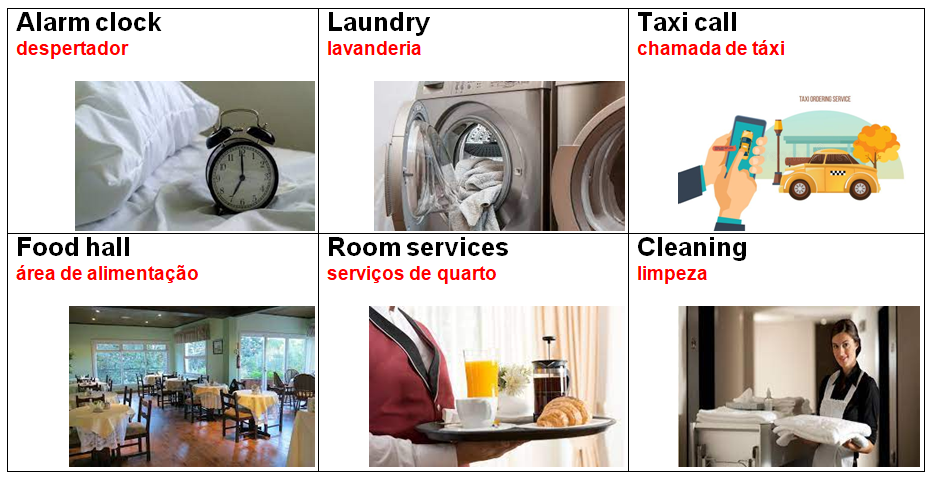 Alarm clock
despertador
Laundry
lavanderia
Taxi call
chamada de táxi
TAXI ORDERING SERVICE
Food hall
área de alimentação
Room services
serviços de quarto
Cleaning
limpeza